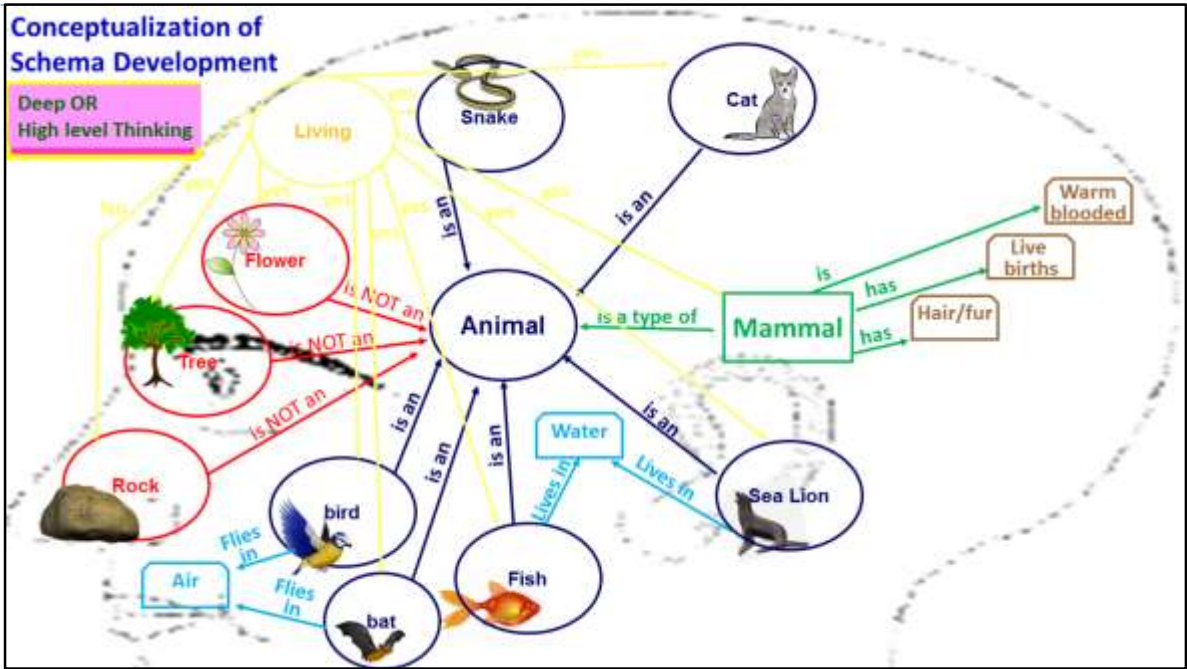 Conceptualization of
Schema Development
Deep OR
High level Thinking
Living
Snake
Cat
yes
yes
yes
yes
yes
yes
yes
yes
yes
yes
No
Flower
Tree
Rock
is NOT an
is NOT an
is NOT an
is an
is an
Animal
is a type of
Mammal
is
has
has
Warm
blooded
Live
births
Hair/fur
is an
is an
is an
is an
Water
Lives in
Lives in
Sea Lion
bird
Fish
bat
Flies
in
Flies
in
Air